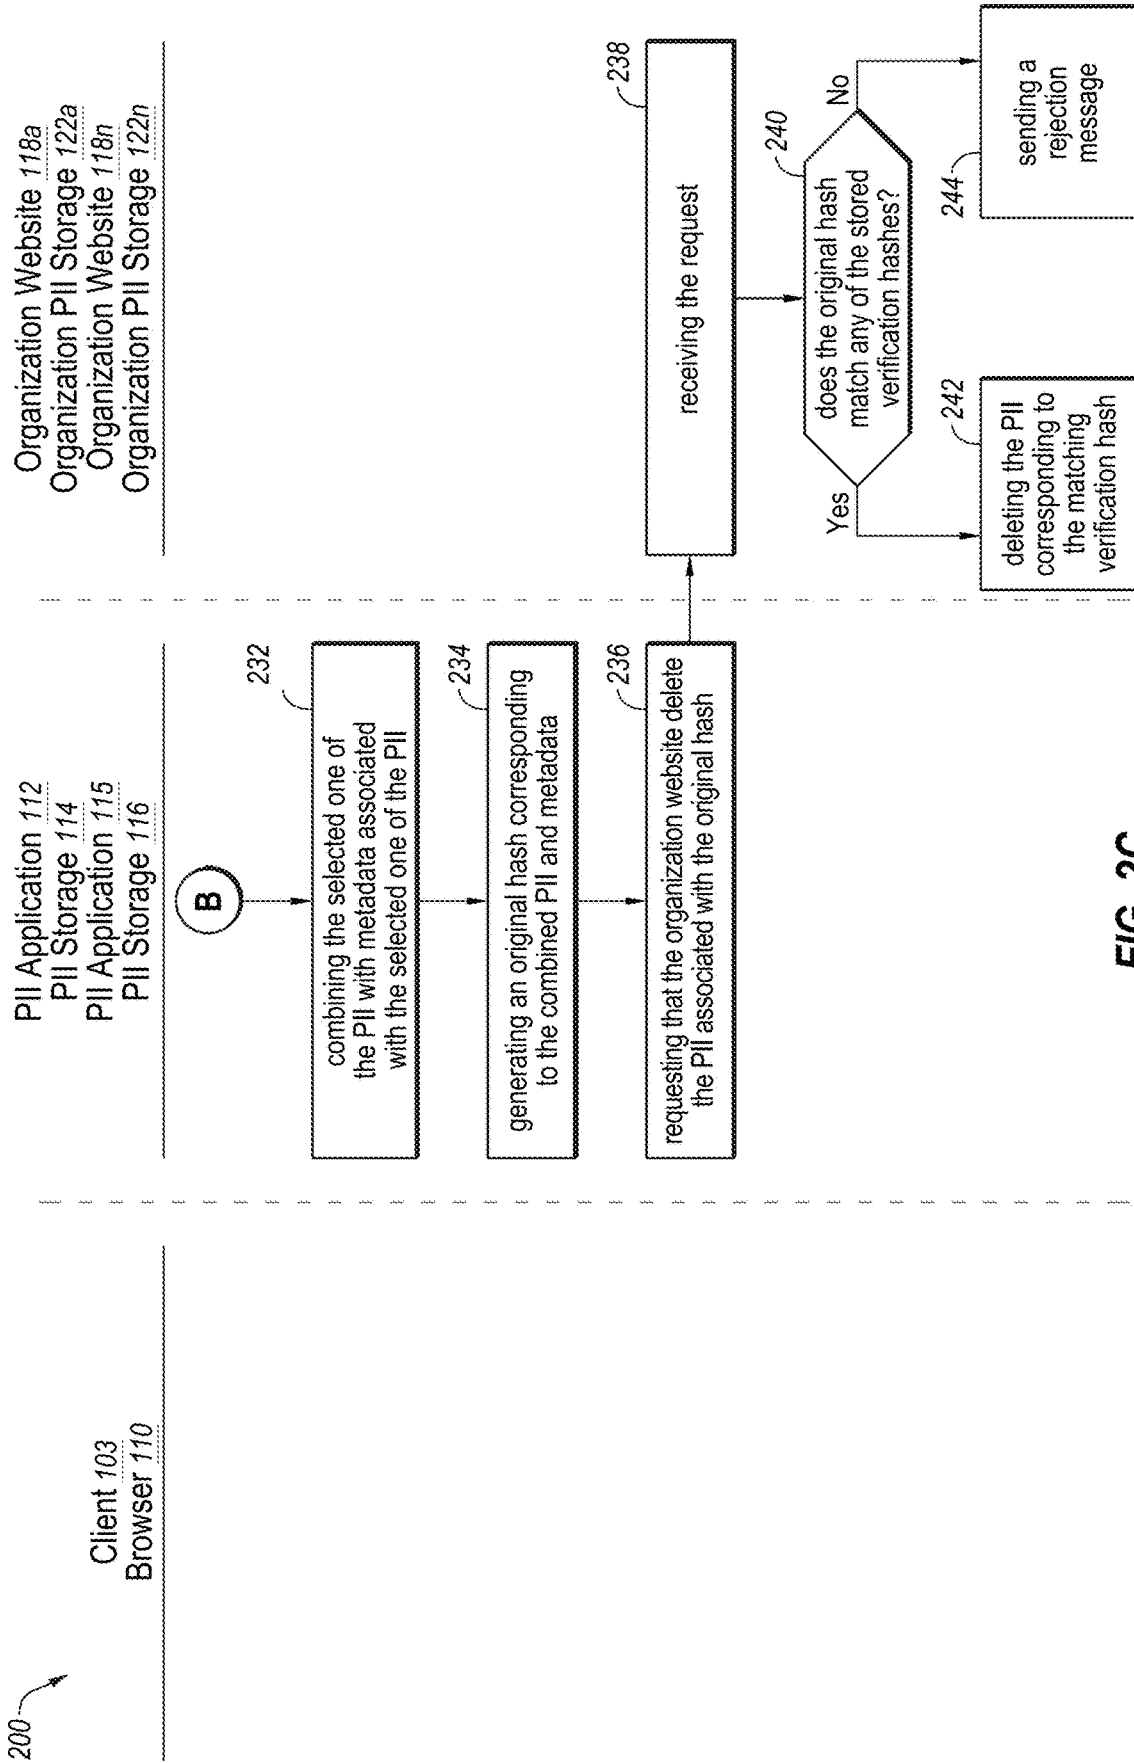 200
Client 103
Browser 110
PII Application 112
PII Storage 114
PII Application 115
PII Storage 116
Organization Website 118a
Organization PII Storage 122a
Organization Website 118n
Organization PII Storage 122n
B
232
combining the selected one of
the PII with metadata associated
with the selected one of the PII
234
generating an original hash corresponding
to the combined PII and metadata
236
requesting that the organization website delete
the PII associated with the original hash
238
receiving the request
240
does the original hash
match any of the stored
verification hashes?
Yes
No
242
deleting the PII
corresponding to
the matching
verification hash
244
sending a
rejection
message
FIG. 2C